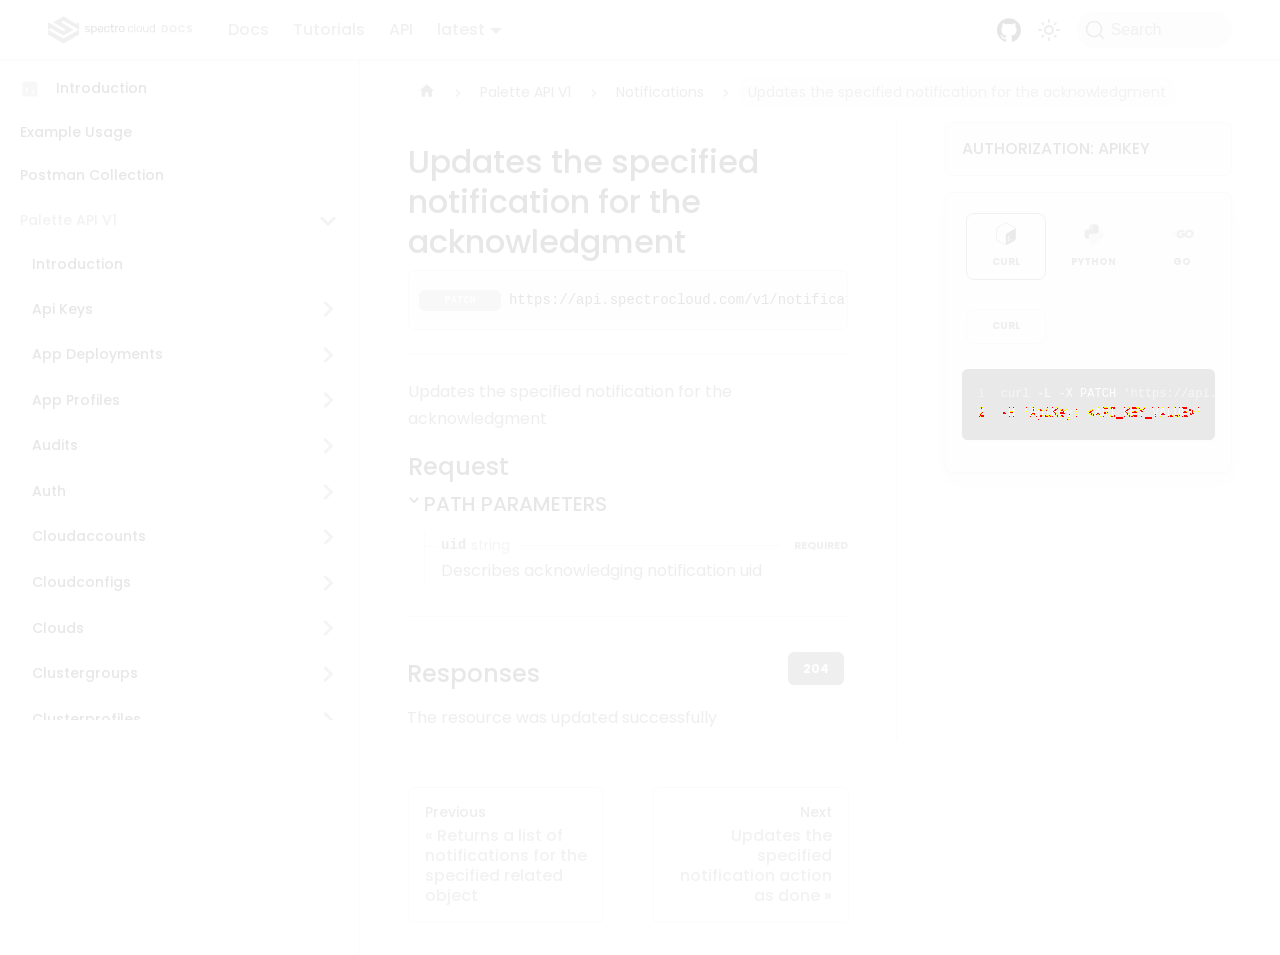 spectro cloud DOCS
Docs
Tutorials
API
latest
Search
Introduction
Example Usage
Postman Collection
Palette API V1
Introduction
Api Keys
App Deployments
App Profiles
Audits
Auth
Cloudaccounts
Cloudconfigs
Clouds
Clustergroups
Clusterprofiles
Palette API V1
Notifications
Updates the specified notification for the acknowledgment
Updates the specified
notification for the
acknowledgment
PATCH https://api.spectrocloud.com/v1/notificat
Updates the specified notification for the
acknowledgment
Request
PATH PARAMETERS
uid string REQUIRED
Describes acknowledging notification uid
Responses
204
The resource was updated successfully
Previous
« Returns a list of
notifications for the
specified related
object
Next
Updates the
specified
notification action
as done »
AUTHORIZATION: APIKEY
CURL
PYTHON
GO
GO
CURL
1 curl -L -X PATCH 'https://api.
2 -H 'ApiKey: <API_KEY_VALUE>'